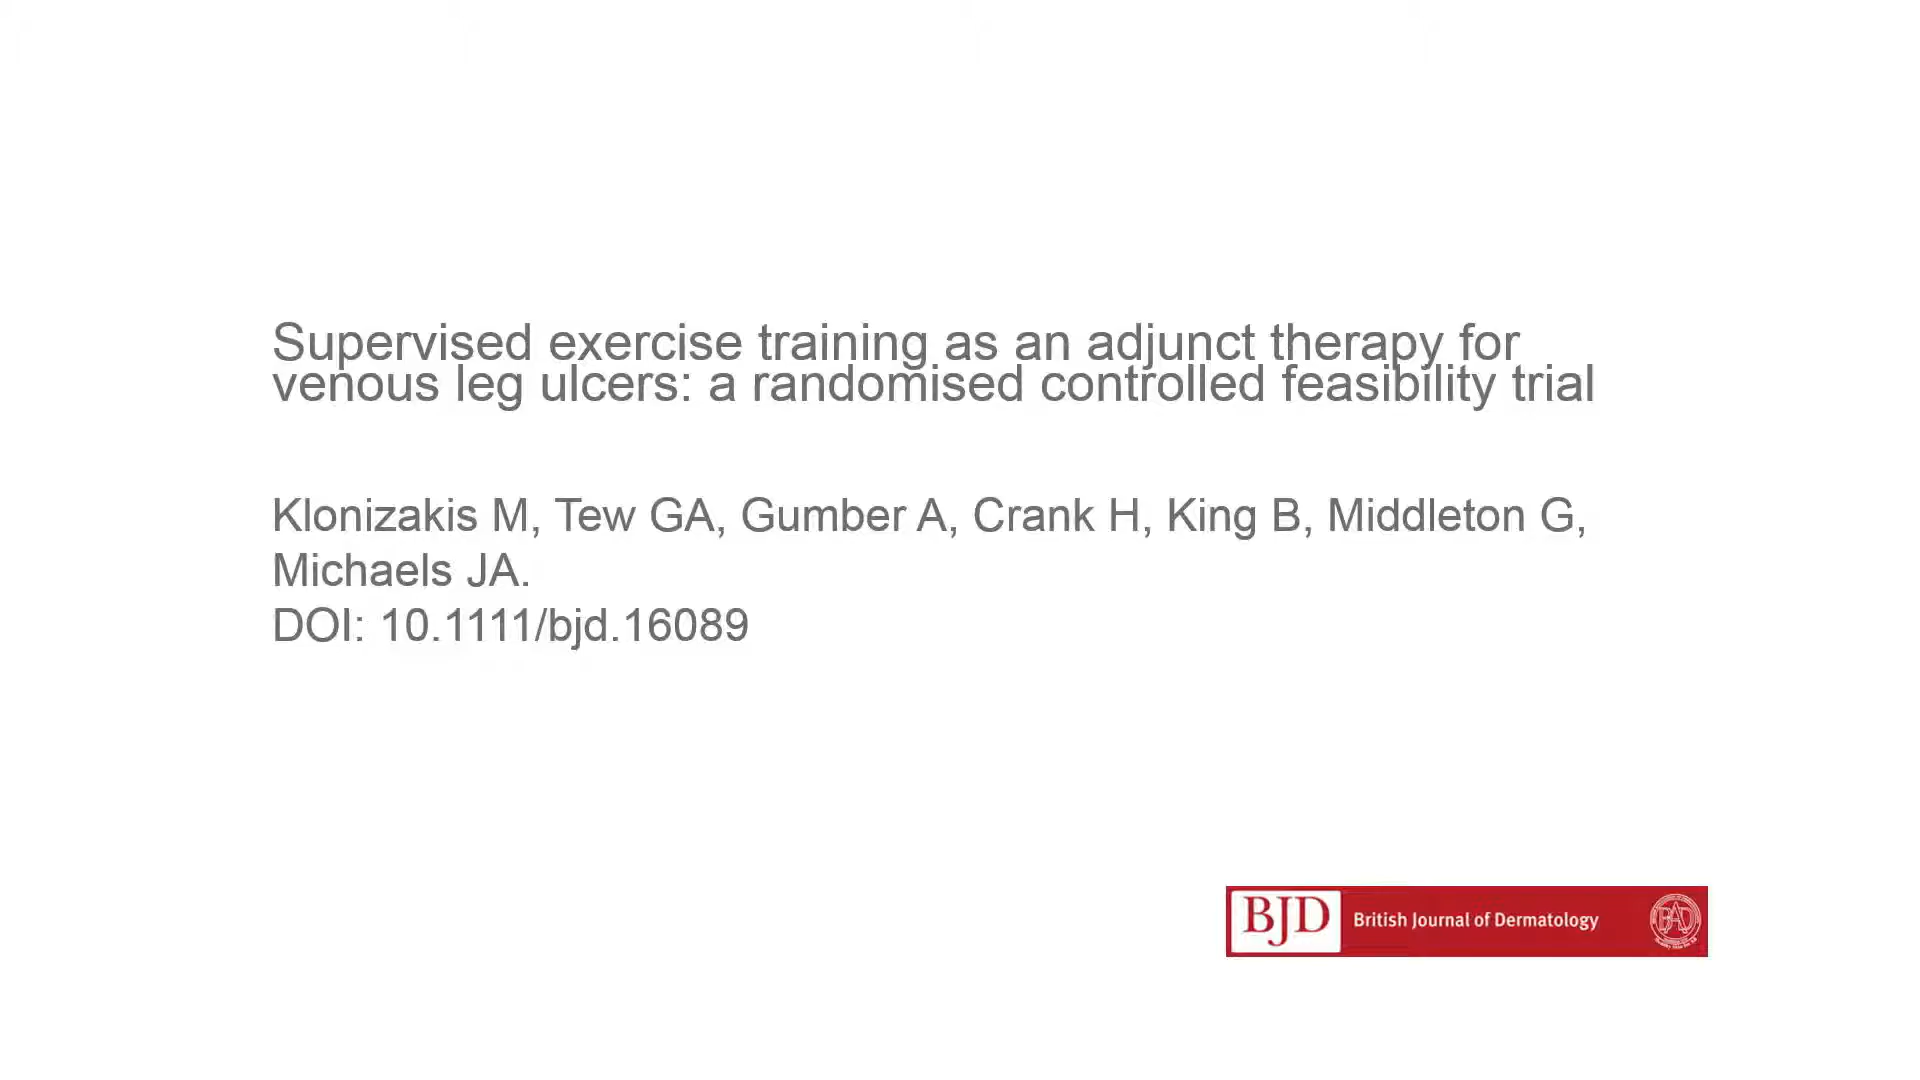 Supervised exercise training as an adjunct therapy for
venous leg ulcers: a randomised controlled feasibility trial
Klonizakis M, Tew GA, Gumber A, Crank H, King B, Middleton G,
Michaels JA.
DOI: 10.1111/bjd.16089
BJD British Journal of Dermatology